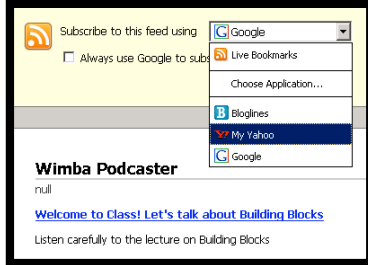 Subscribe to this feed using Google
Always use Google to subs
Live Bookmarks
Choose Application...
Bloglines
My Yahoo
Google
Wimba Podcaster
null
Welcome to Class! Let's talk about Building Blocks
Listen carefully to the lecture on Building Blocks